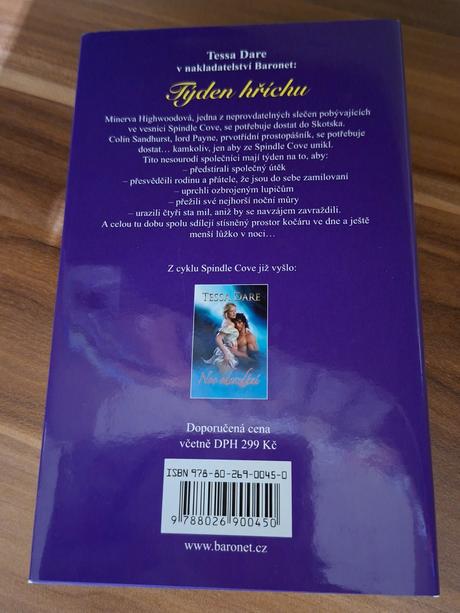 Tessa Dare
v nakladatelství Baronet:
Týden hříchu
Minerva Highwoodová, jedna z neprovdatelných slečen pobývajících
ve vesnici Spindle Cove, se potřebuje dostat do Skotska.
Colin Sandhurst, lord Payne, prvotřídní prostopášník, se potřebuje
dostat… kamkoliv, jen aby ze Spindle Cove unikl.
Tito nesourodí společníci mají týden na to, aby:
– předstírali společný útěk
– přesvědčili rodinu a přátele, že jsou do sebe zamilovaní
– uprchli ozbrojeným lupičům
– přežili své nejhorší noční můry
– urazili čtyři sta mil, aniž by se navzájem zavraždili.
A celou tu dobu spolu sdílejí stísněný prostor kočáru ve dne a ještě
menší lůžko v noci…
Z cyklu Spindle Cove již vyšlo:
TESSA DARE
Doporučená cena
včetně DPH 299 Kč
ISBN 978-80-269-0045-0
9 788026 900450
www.baronet.cz